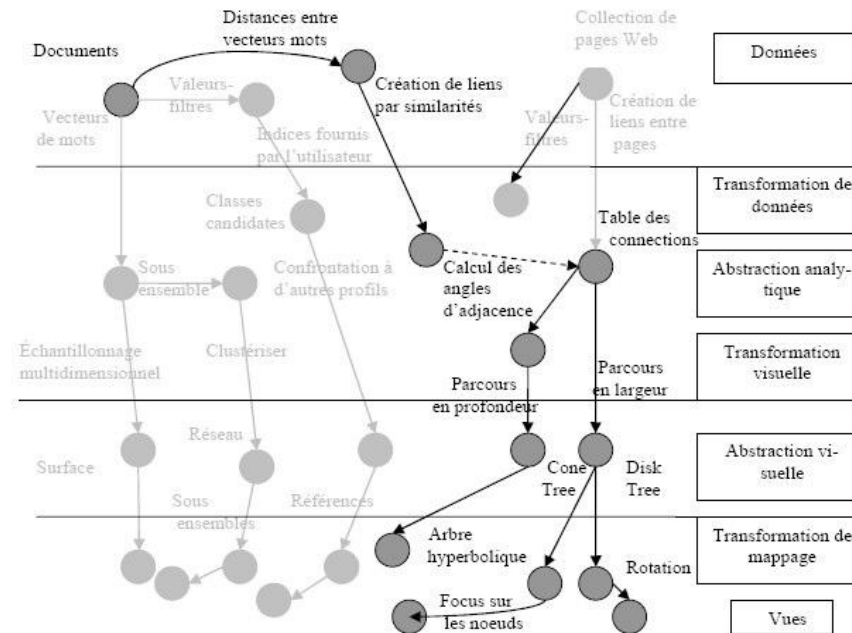 Distances entre
vecteurs mots
Collection de
pages Web
Données
Documents
Valeurs-
filtres
Création de liens
par similarités
Vecteurs
de mots
Indices fournis
par l'utilisateur
Valeurs-
filtres
Création de
liens entre
pages
Transformation de
données
Classes
candidates
Table des
connections
Sous
ensemble
Confrontation à
d'autres profils
Calcul des
angles
d'adjacence
Abstraction analy-
tique
Échantillonnage
multidimensionnel
Clustériser
Transformation
visuelle
Parcours
en profondeur
Parcours
en largeur
Surface
Réseau
Cone
Tree
Disk
Tree
Abstraction vi-
suelle
Sous
ensembles
Références
Arbre
hyperbolique
Transformation de
mappage
Rotation
Focus sur
les noeuds
Vues